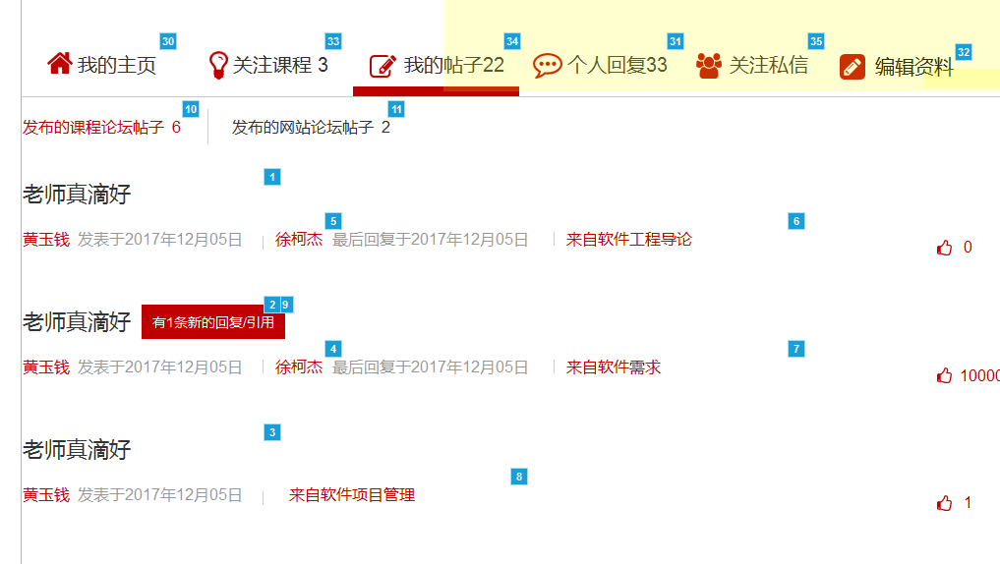 30 33 34 31 35 32
我的主页 关注课程 3 我的帖子22 个人回复33 关注私信 编辑资料
10 11
发布的课程论坛帖子 6 发布的网站论坛帖子 2
1
老师真滴好
5 6
黄玉钱 发表于2017年12月05日 徐柯杰 最后回复于2017年12月05日 来自软件工程导论 0
2 9
老师真滴好 有1条新的回复/引用
4 7
黄玉钱 发表于2017年12月05日 徐柯杰 最后回复于2017年12月05日 来自软件需求 10000
3
老师真滴好
8
黄玉钱 发表于2017年12月05日 来自软件项目管理 1